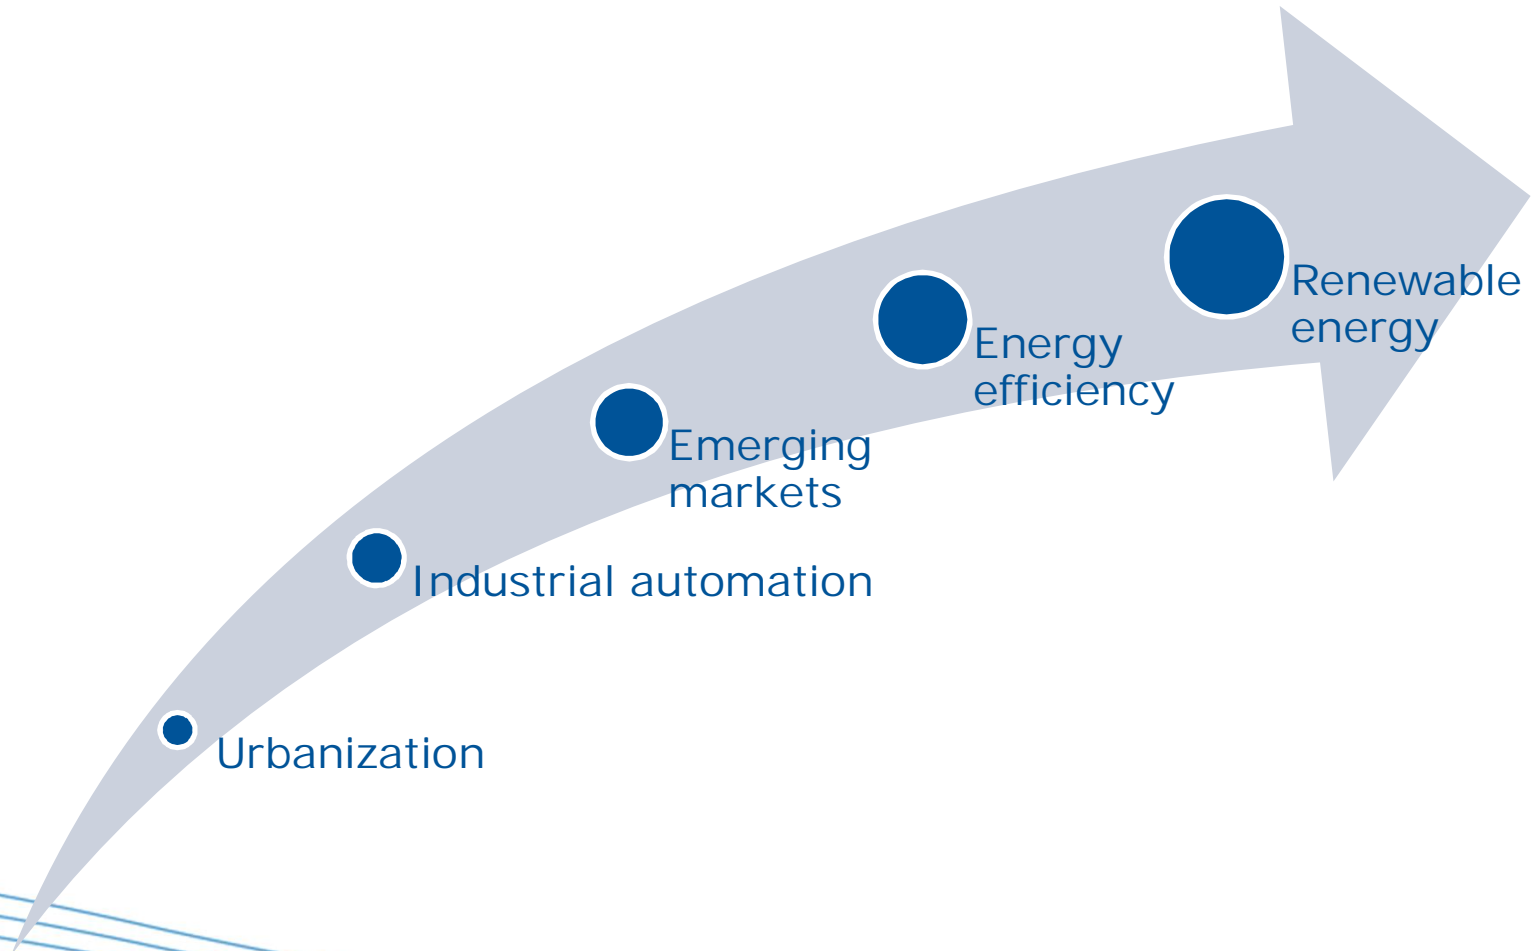 Renewable
energy
Energy
efficiency
Emerging
markets
Industrial automation
Urbanization